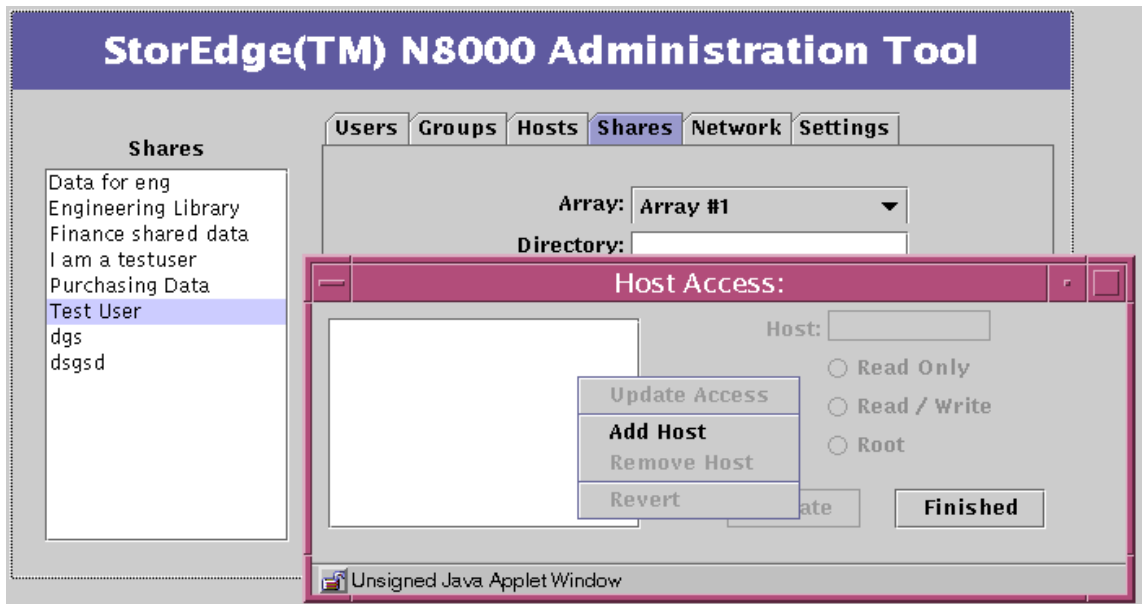 StorEdge(TM) N8000 Administration Tool
Users Groups Hosts Shares Network Settings
Shares
Data for eng
Engineering Library
Finance shared data
I am a testuser
Purchasing Data
Test User
dgs
dsgsd
Array: Array #1
Directory:
Host Access:
Host:
Read Only
Read / Write
Root
Update Access
Add Host
Remove Host
Revert
ate
Finished
Unsigned Java Applet Window